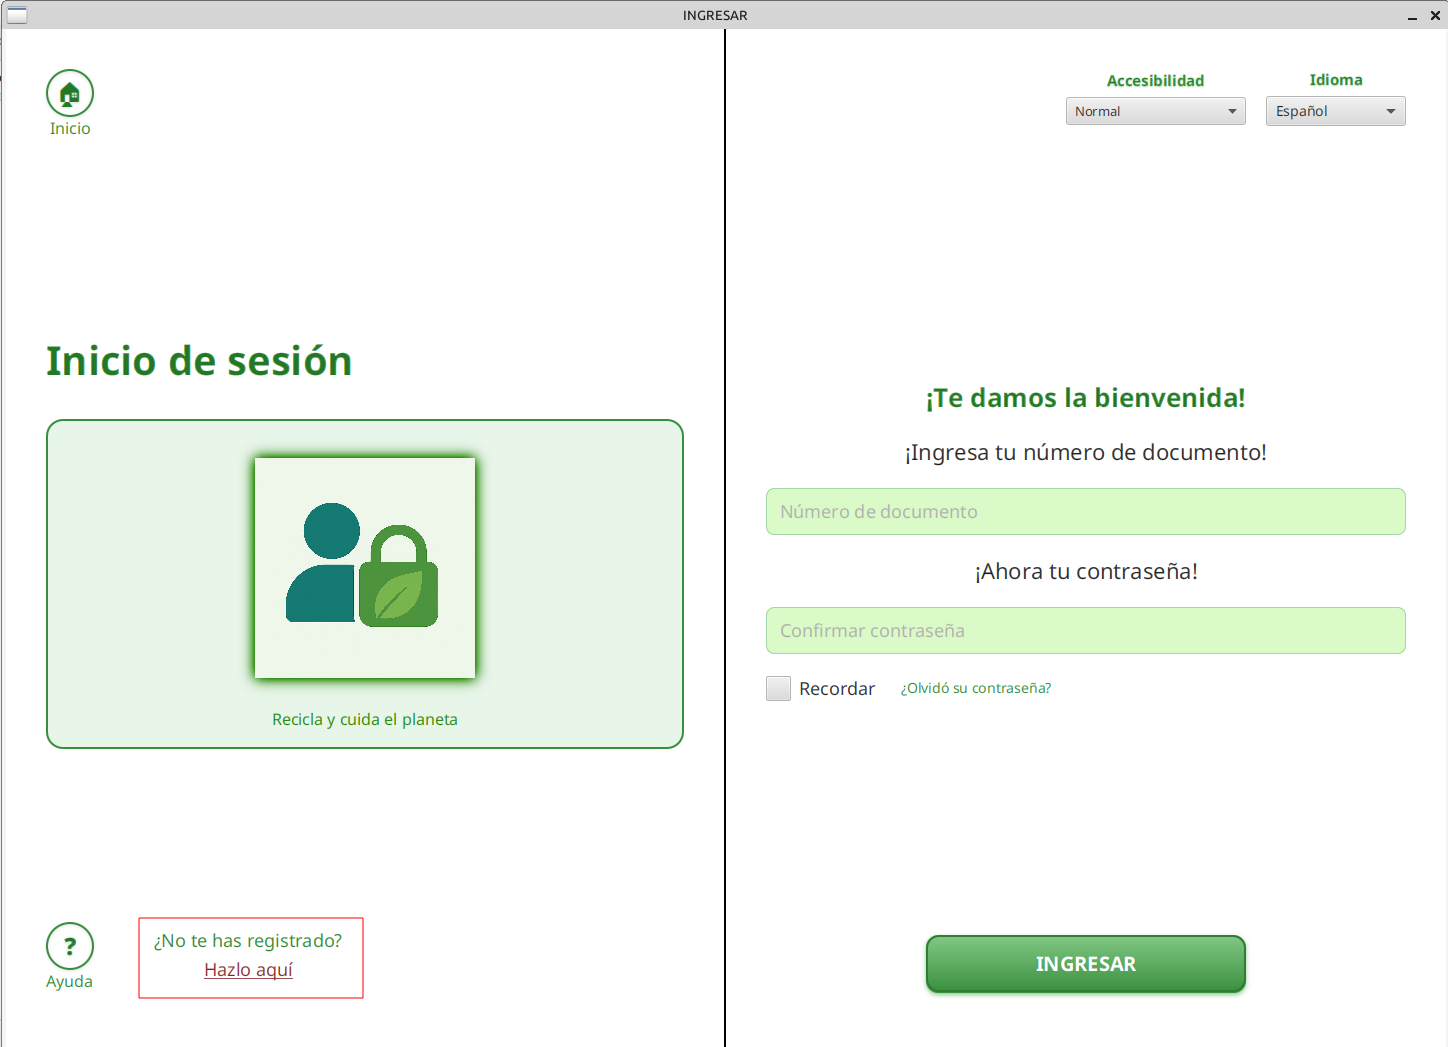 INGRESAR
Inicio
Accesibilidad
Normal
Idioma
Español
Inicio de sesión
Recicla y cuida el planeta
?
Ayuda
¿No te has registrado?
Hazlo aquí
¡Te damos la bienvenida!
¡Ingresa tu número de documento!
Número de documento
¡Ahora tu contraseña!
Confirmar contraseña
Recordar ¿Olvidó su contraseña?
INGRESAR